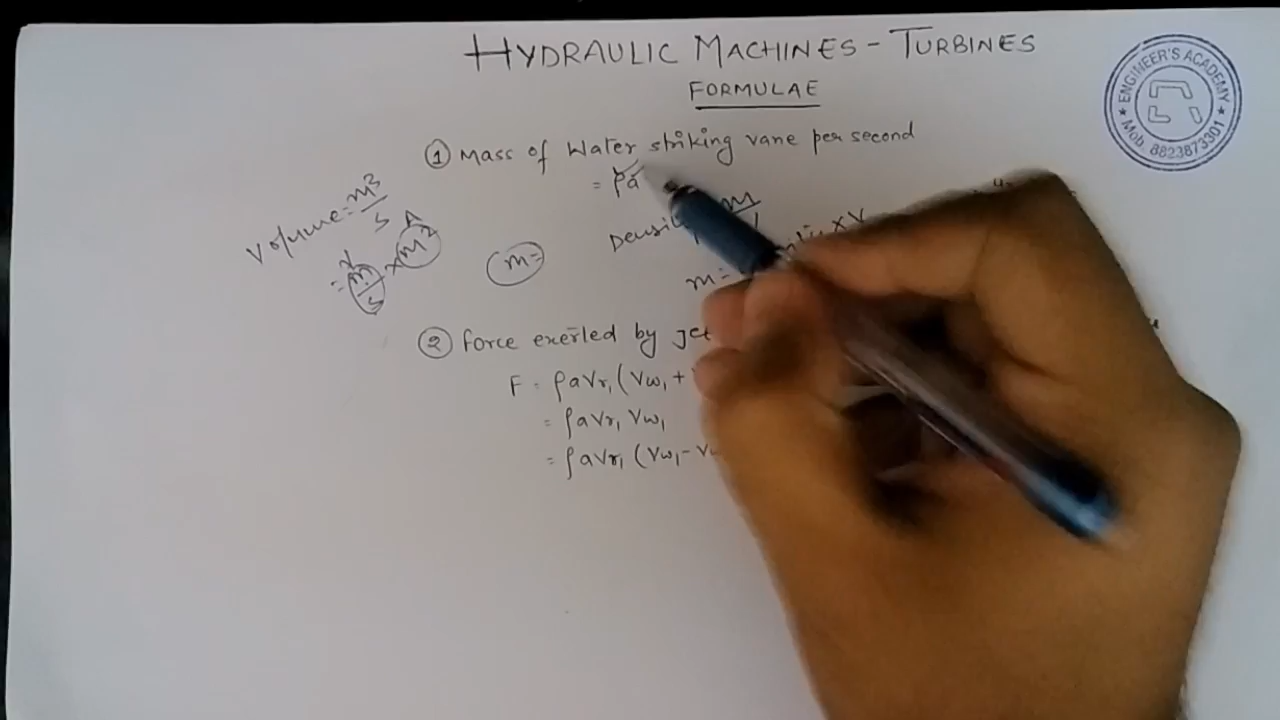 HYDRAULIC MACHINES - TURBINES
FORMULAE
ENGINEER'S ACADEMY
Mob. 8823873301
① Mass of Water striking vane per second
= ρa
Volume = m³/s
= m/s × m²
V
A
m =
m
m =
× V
② Force exerted by jet
F = ρaVr₁ (Vw₁ +
= ρaVr₁ Vw₁
= ρaVr₁ (Vw₁ -